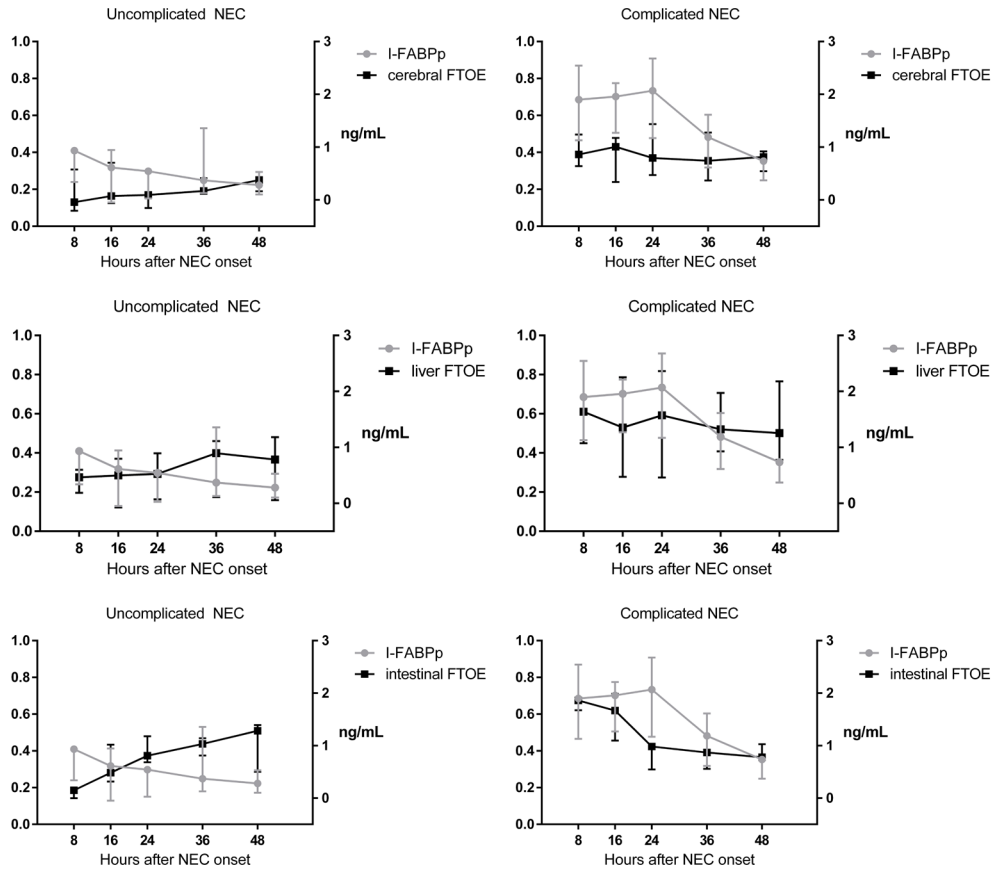 Uncomplicated NEC
1.0
0.8
0.6
0.4
0.2
0.0
3
2
1
0
ng/mL
I-FABPp
cerebral FTOE
8 16 24 36 48
Hours after NEC onset
Complicated NEC
1.0
0.8
0.6
0.4
0.2
0.0
3
2
1
0
ng/mL
I-FABPp
cerebral FTOE
8 16 24 36 48
Hours after NEC onset
Uncomplicated NEC
1.0
0.8
0.6
0.4
0.2
0.0
3
2
1
0
ng/mL
I-FABPp
liver FTOE
8 16 24 36 48
Hours after NEC onset
Complicated NEC
1.0
0.8
0.6
0.4
0.2
0.0
3
2
1
0
ng/mL
I-FABPp
liver FTOE
8 16 24 36 48
Hours after NEC onset
Uncomplicated NEC
1.0
0.8
0.6
0.4
0.2
0.0
3
2
1
0
ng/mL
I-FABPp
intestinal FTOE
8 16 24 36 48
Hours after NEC onset
Complicated NEC
1.0
0.8
0.6
0.4
0.2
0.0
3
2
1
0
ng/mL
I-FABPp
intestinal FTOE
8 16 24 36 48
Hours after NEC onset